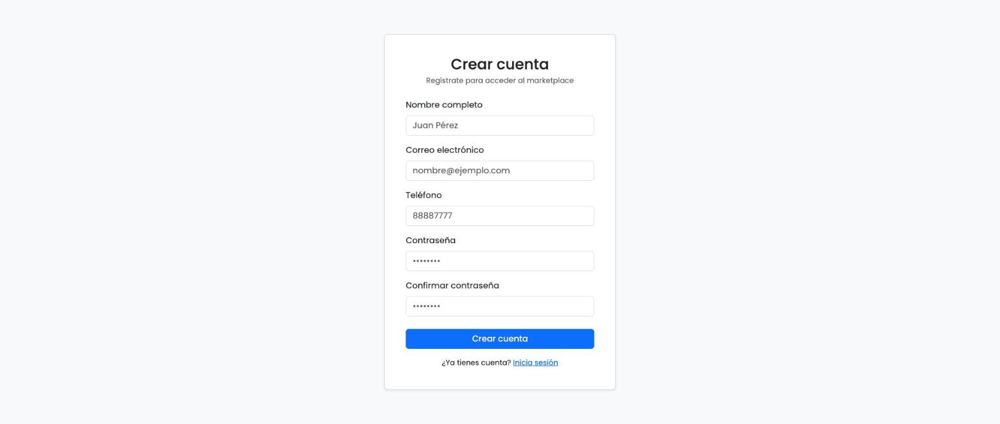 Crear cuenta
Regístrate para acceder al marketplace
Nombre completo
Juan Pérez
Correo electrónico
nombre@ejemplo.com
Teléfono
88887777
Contraseña
••••••••
Confirmar contraseña
••••••••
Crear cuenta
¿Ya tienes cuenta? Inicia sesión